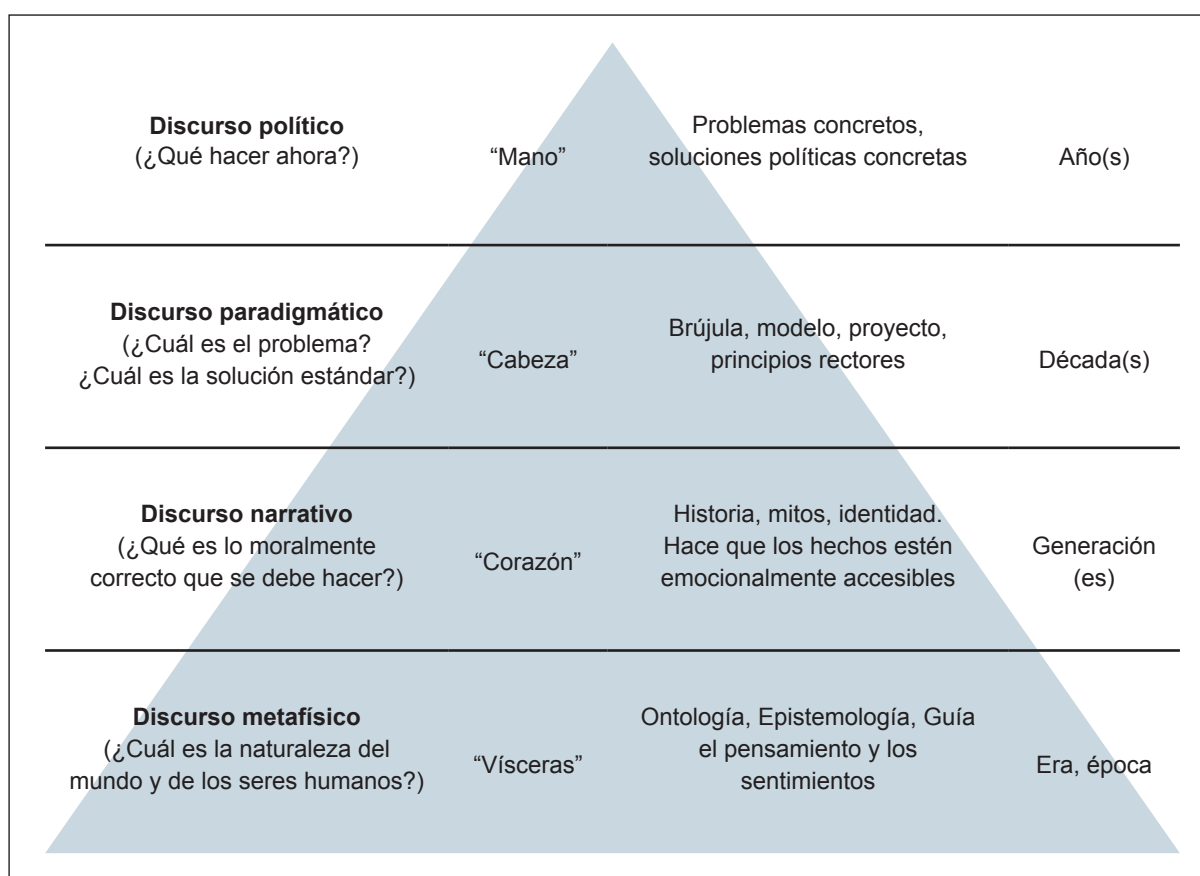 Discurso político
(¿Qué hacer ahora?)
“Mano”
Problemas concretos,
soluciones políticas concretas
Año(s)
Discurso paradigmático
(¿Cuál es el problema?
¿Cuál es la solución estándar?)
“Cabeza”
Brújula, modelo, proyecto,
principios rectores
Década(s)
Discurso narrativo
(¿Qué es lo moralmente
correcto que se debe hacer?)
“Corazón”
Historia, mitos, identidad.
Hace que los hechos estén
emocionalmente accesibles
Generación
(es)
Discurso metafísico
(¿Cuál es la naturaleza del
mundo y de los seres humanos?)
“Vísceras”
Ontología, Epistemología, Guía
el pensamiento y los
sentimientos
Era, época